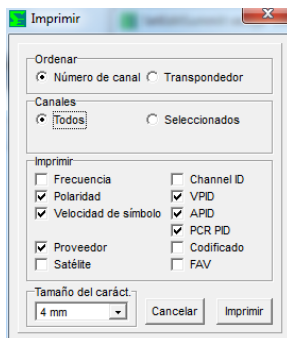 Imprimir
Ordenar
Número de canal Transpondedor
Canales
Todos Seleccionados
Imprimir
Frecuencia Channel ID
Polaridad VPID
Velocidad de símbolo APID
PCR PID
Proveedor Codificado
Satélite FAV
Tamaño del caráct.
4 mm Cancelar Imprimir